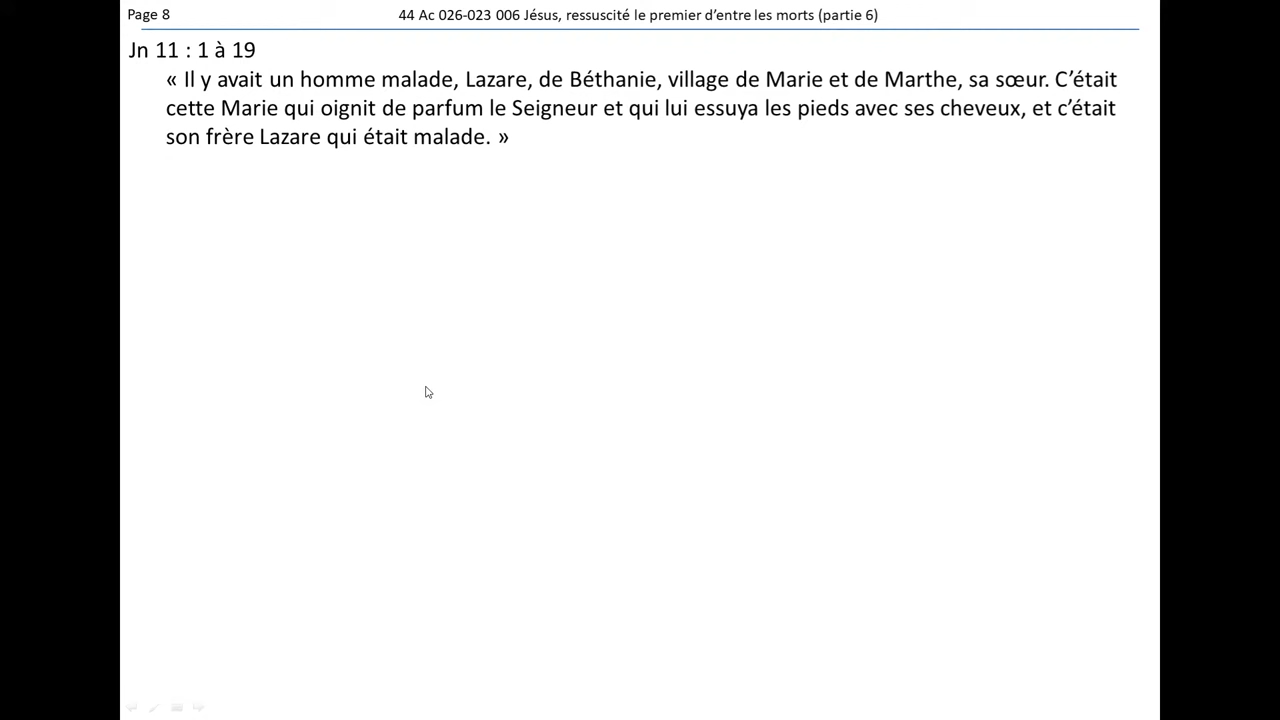 Page 8
44 Ac 026-023 006 Jésus, ressuscité le premier d’entre les morts (partie 6)
Jn 11 : 1 à 19
« Il y avait un homme malade, Lazare, de Béthanie, village de Marie et de Marthe, sa sœur. C’était
cette Marie qui oignit de parfum le Seigneur et qui lui essuya les pieds avec ses cheveux, et c’était
son frère Lazare qui était malade. »